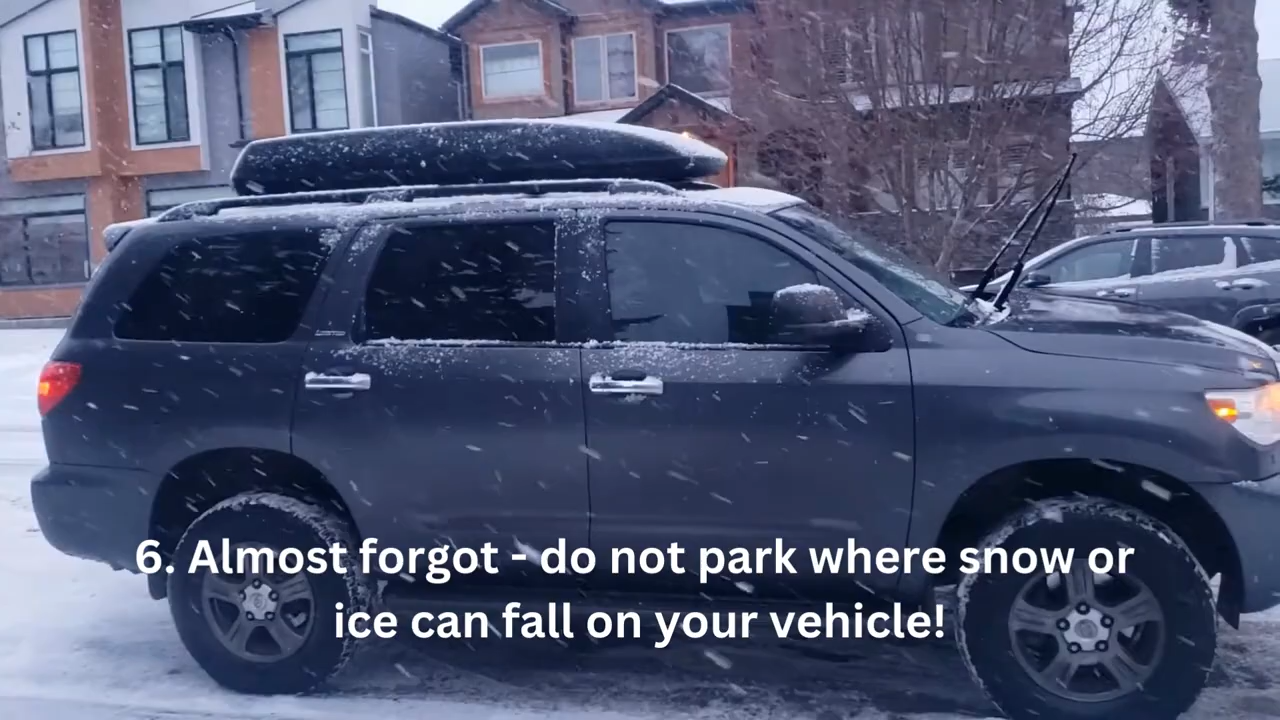 6. Almost forgot - do not park where snow or
ice can fall on your vehicle!